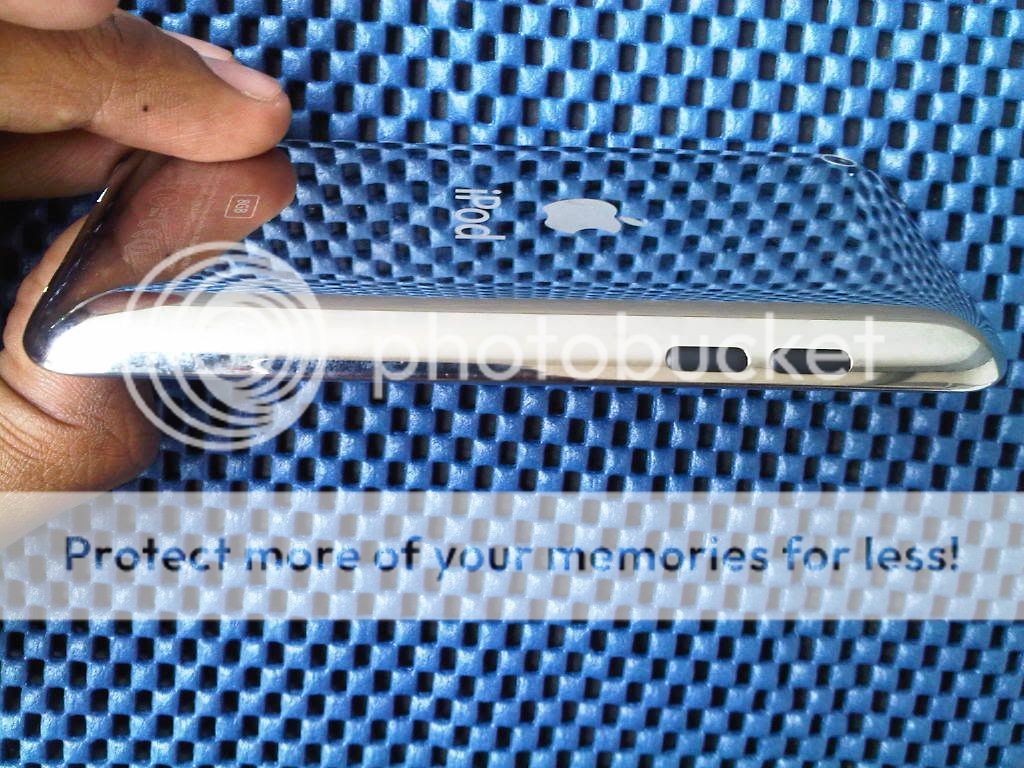 8GB
iPod
photobucket
Protect more of your memories for less!